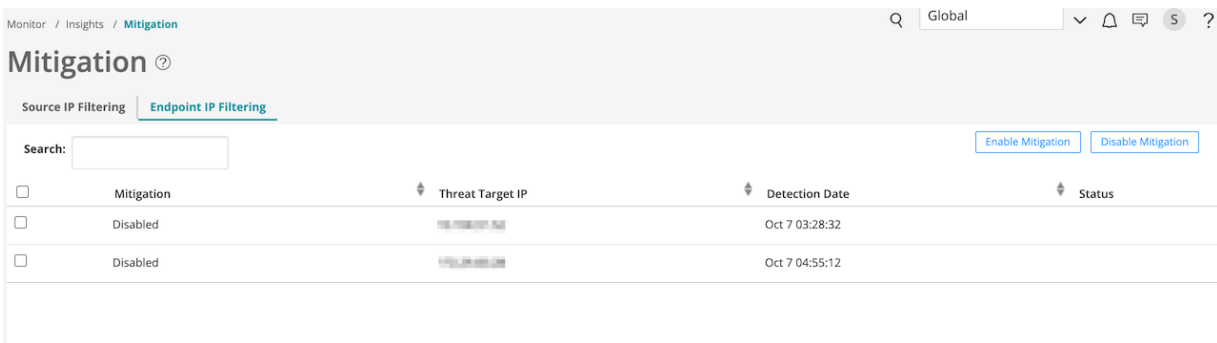 Monitor / Insights / Mitigation
Global
S ?
Mitigation ?
Source IP Filtering Endpoint IP Filtering
Search: Enable Mitigation Disable Mitigation
Mitigation Threat Target IP Detection Date Status
Disabled Oct 7 03:28:32
Disabled Oct 7 04:55:12